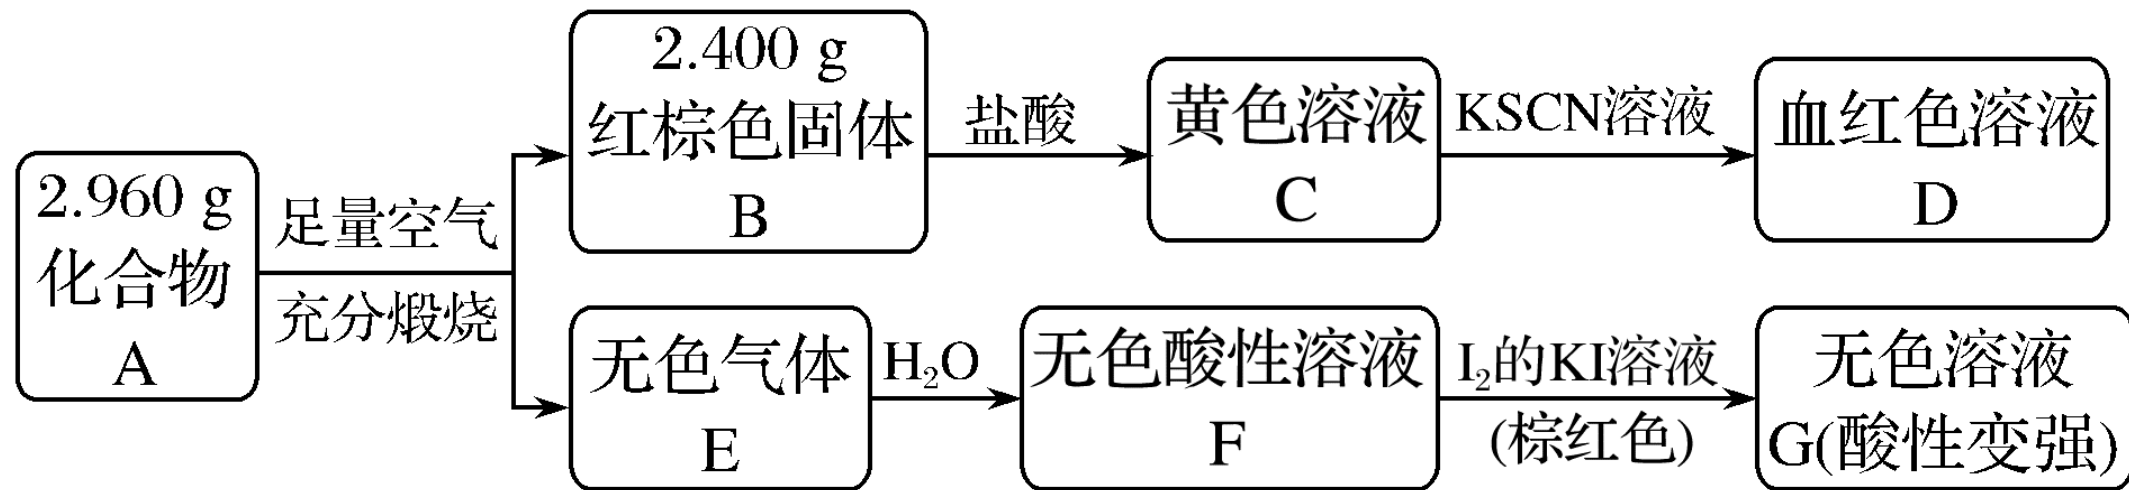 2.960 g
化合物
A
足量空气
充分煅烧
2.400 g
红棕色固体
B
盐酸
黄色溶液
C
KSCN溶液
血红色溶液
D
无色气体
E
H₂O
无色酸性溶液
F
I₂的KI溶液
(棕红色)
无色溶液
G(酸性变强)